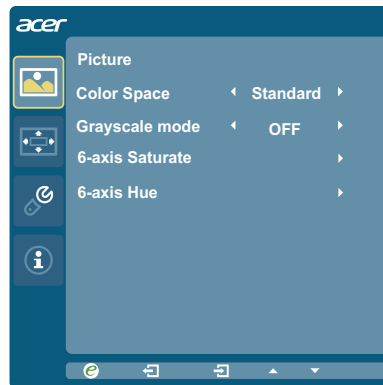 acer
Picture
Color Space Standard
Grayscale mode OFF
6-axis Saturate
6-axis Hue